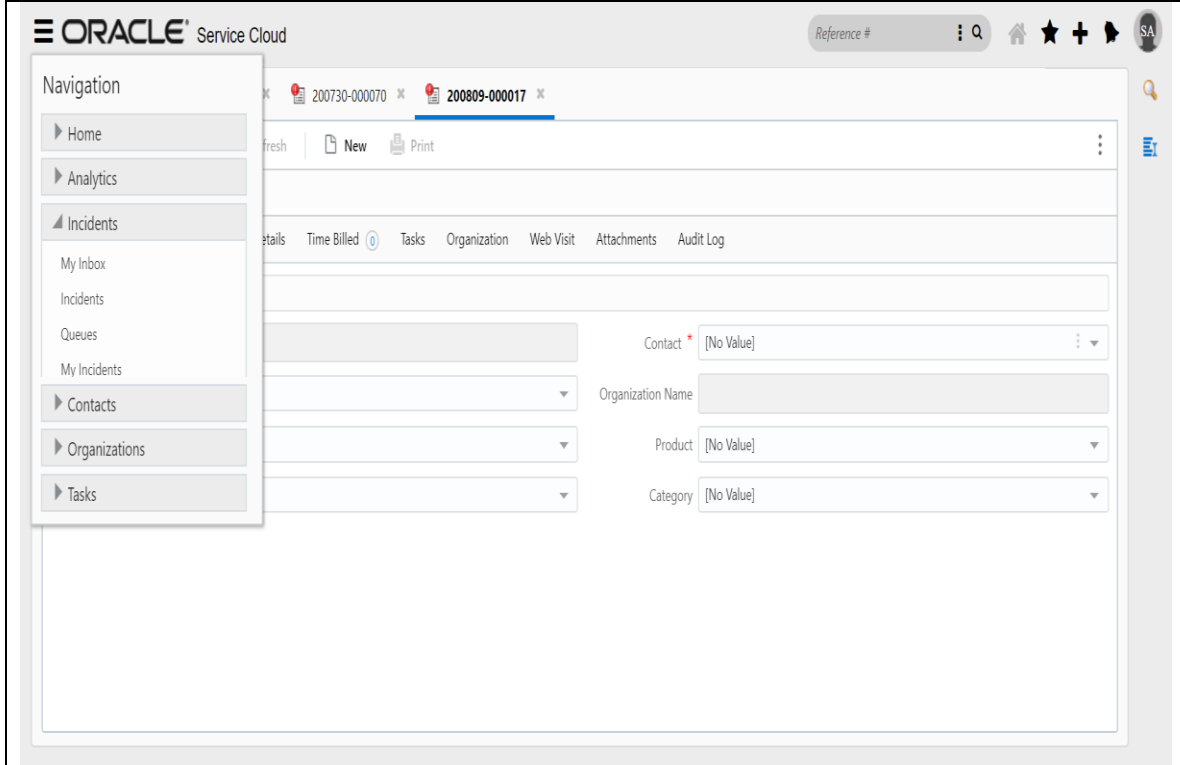 ORACLE Service Cloud
Reference #
SA
Navigation
200730-000070
200809-000017
Home
New
Print
Analytics
Incidents
Time Billed 0 Tasks Organization Web Visit Attachments Audit Log
My Inbox
Incidents
Queues
Contact * [No Value]
My Incidents
Organization Name
Contacts
Organizations
Product [No Value]
Tasks
Category [No Value]